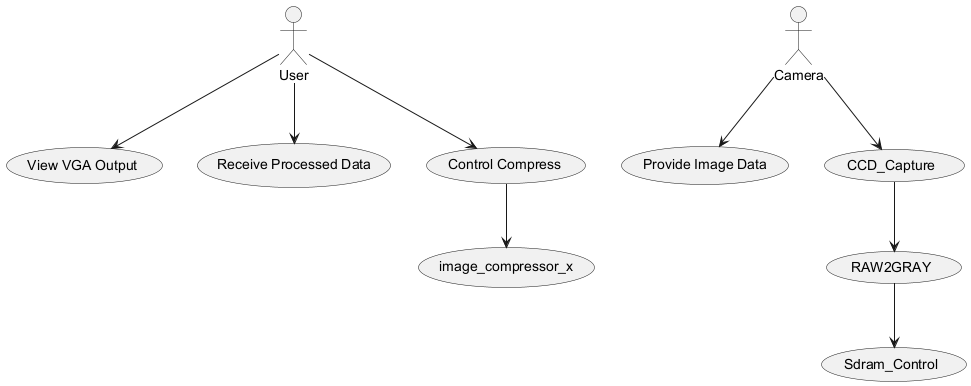 User
Camera
View VGA Output
Receive Processed Data
Control Compress
Provide Image Data
CCD_Capture
image_compressor_x
RAW2GRAY
Sdram_Control